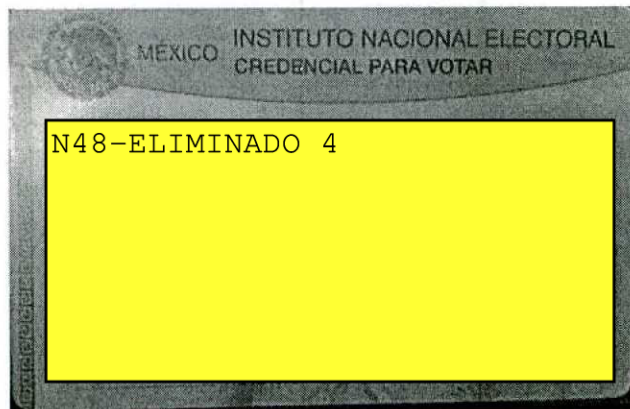 MÉXICO INSTITUTO NACIONAL ELECTORAL
CREDENCIAL PARA VOTAR
N48-ELIMINADO 4